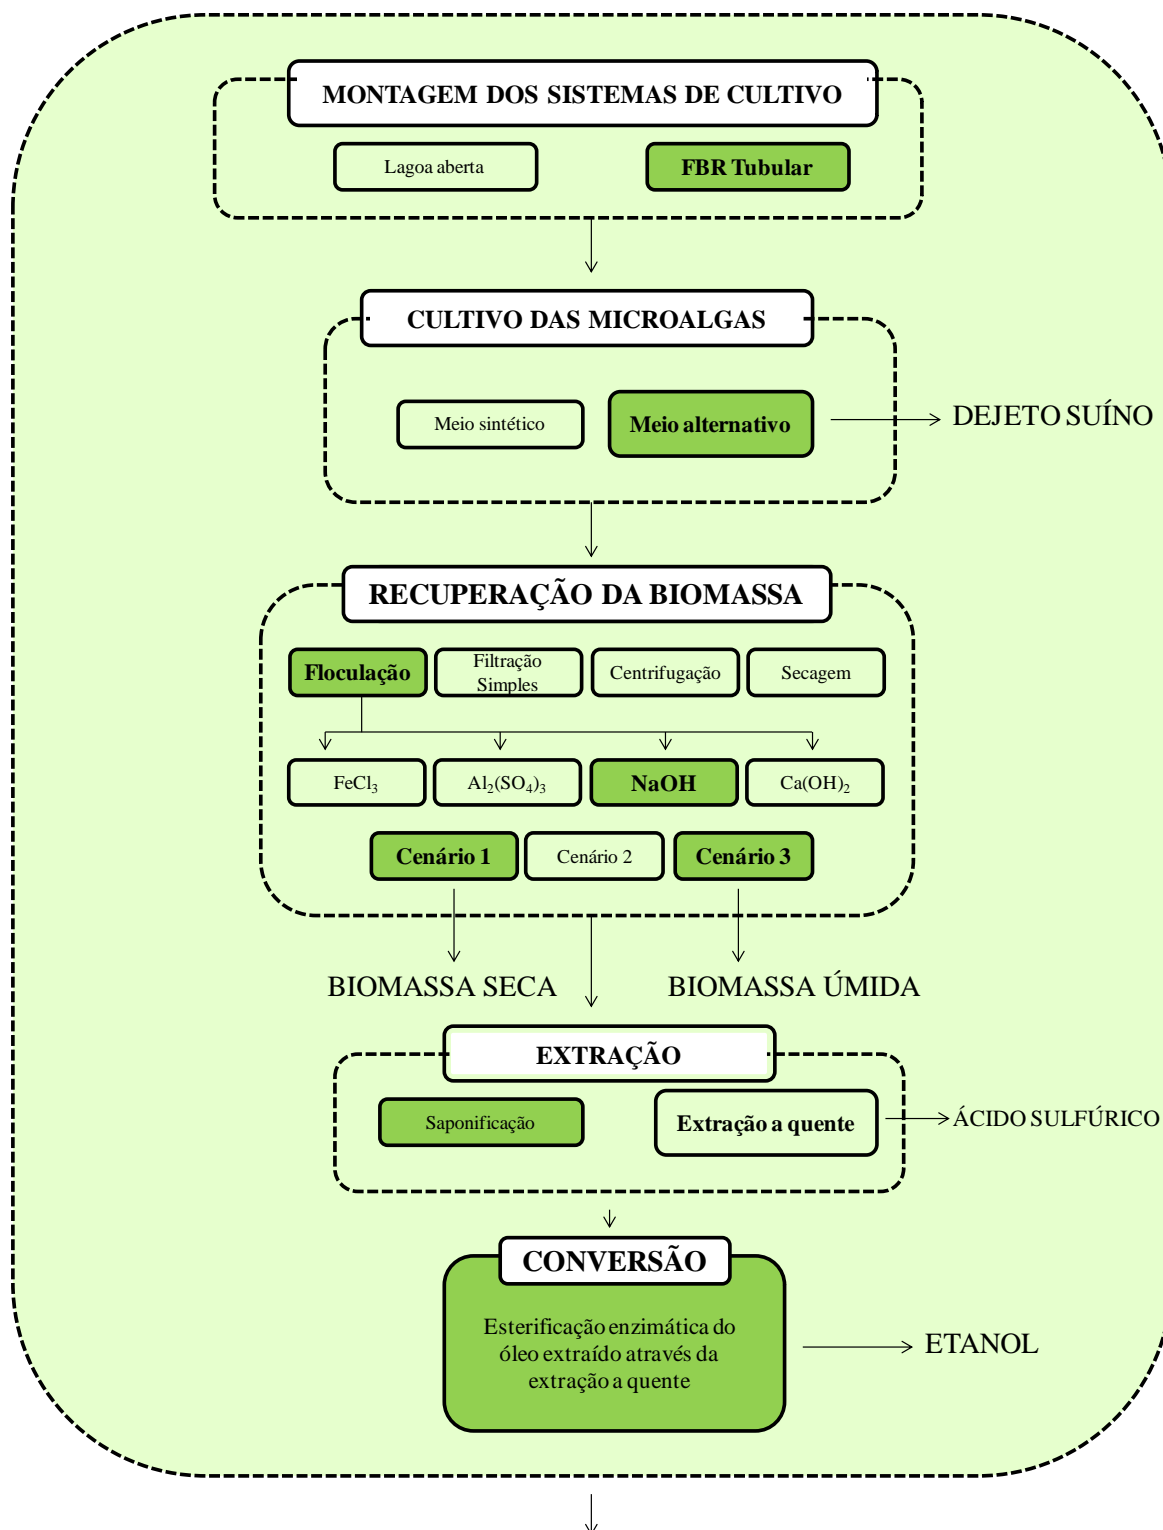 MONTAGEM DOS SISTEMAS DE CULTIVO
Lagoa aberta
FBR Tubular
CULTIVO DAS MICROALGAS
Meio sintético
Meio alternativo
DEJETO SUÍNO
RECUPERAÇÃO DA BIOMASSA
Floculação
Filtração
Simples
Centrifugação
Secagem
FeCl₃
Al₂(SO₄)₃
NaOH
Ca(OH)₂
Cenário 1
Cenário 2
Cenário 3
BIOMASSA SECA
BIOMASSA ÚMIDA
EXTRAÇÃO
Saponificação
Extração a quente
ÁCIDO SULFÚRICO
CONVERSÃO
Esterificação enzimática do
óleo extraído através da
extração a quente
ETANOL